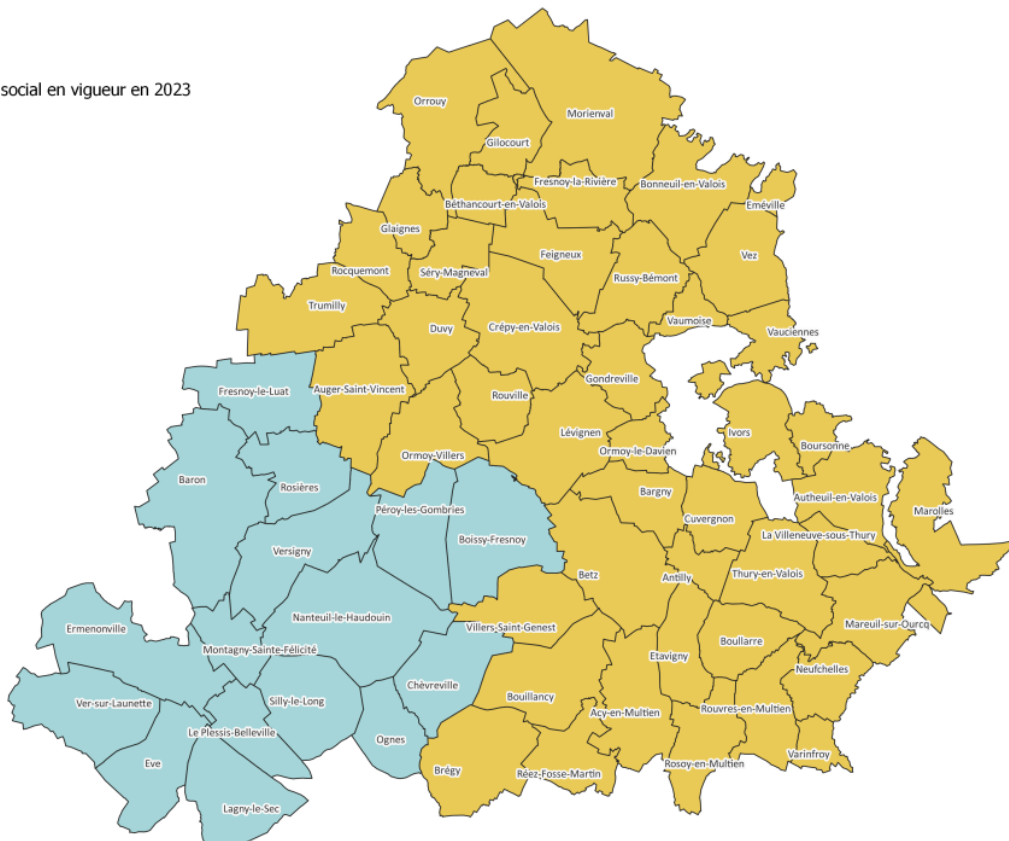 social en vigueur en 2023
Orrouy
Morienval
Gilocourt
Fresnoy-la-Rivière
Bonneuil-en-Valois
Béthancourt-en-Valois
Eméville
Glaignes
Feigneux
Vez
Rocquemont
Séry-Magneval
Russy-Bémont
Trumilly
Vaumoise
Duvy
Crépy-en-Valois
Vauciennes
Gondreville
Fresnoy-le-Luat
Auger-Saint-Vincent
Rouville
Lévignen
Ivors
Boursonne
Ormoy-le-Davien
Ormoy-Villers
Baron
Rosières
Bargny
Autheuil-en-Valois
Péroy-les-Gombries
Marolles
Cuvergnon
La Villeneuve-sous-Thury
Boissy-Fresnoy
Versigny
Betz
Antilly
Thury-en-Valois
Nanteuil-le-Haudouin
Mareuil-sur-Ourcq
Ermenonville
Villers-Saint-Genest
Boullarre
Montagny-Sainte-Félicité
Etavigny
Neufchelles
Chèvreville
Bouillancy
Ver-sur-Launette
Silly-le-Long
Rouvres-en-Multien
Acy-en-Multien
Le Plessis-Belleville
Ognes
Varinfroy
Eve
Rosoy-en-Multien
Brégy
Réez-Fosse-Martin
Lagny-le-Sec